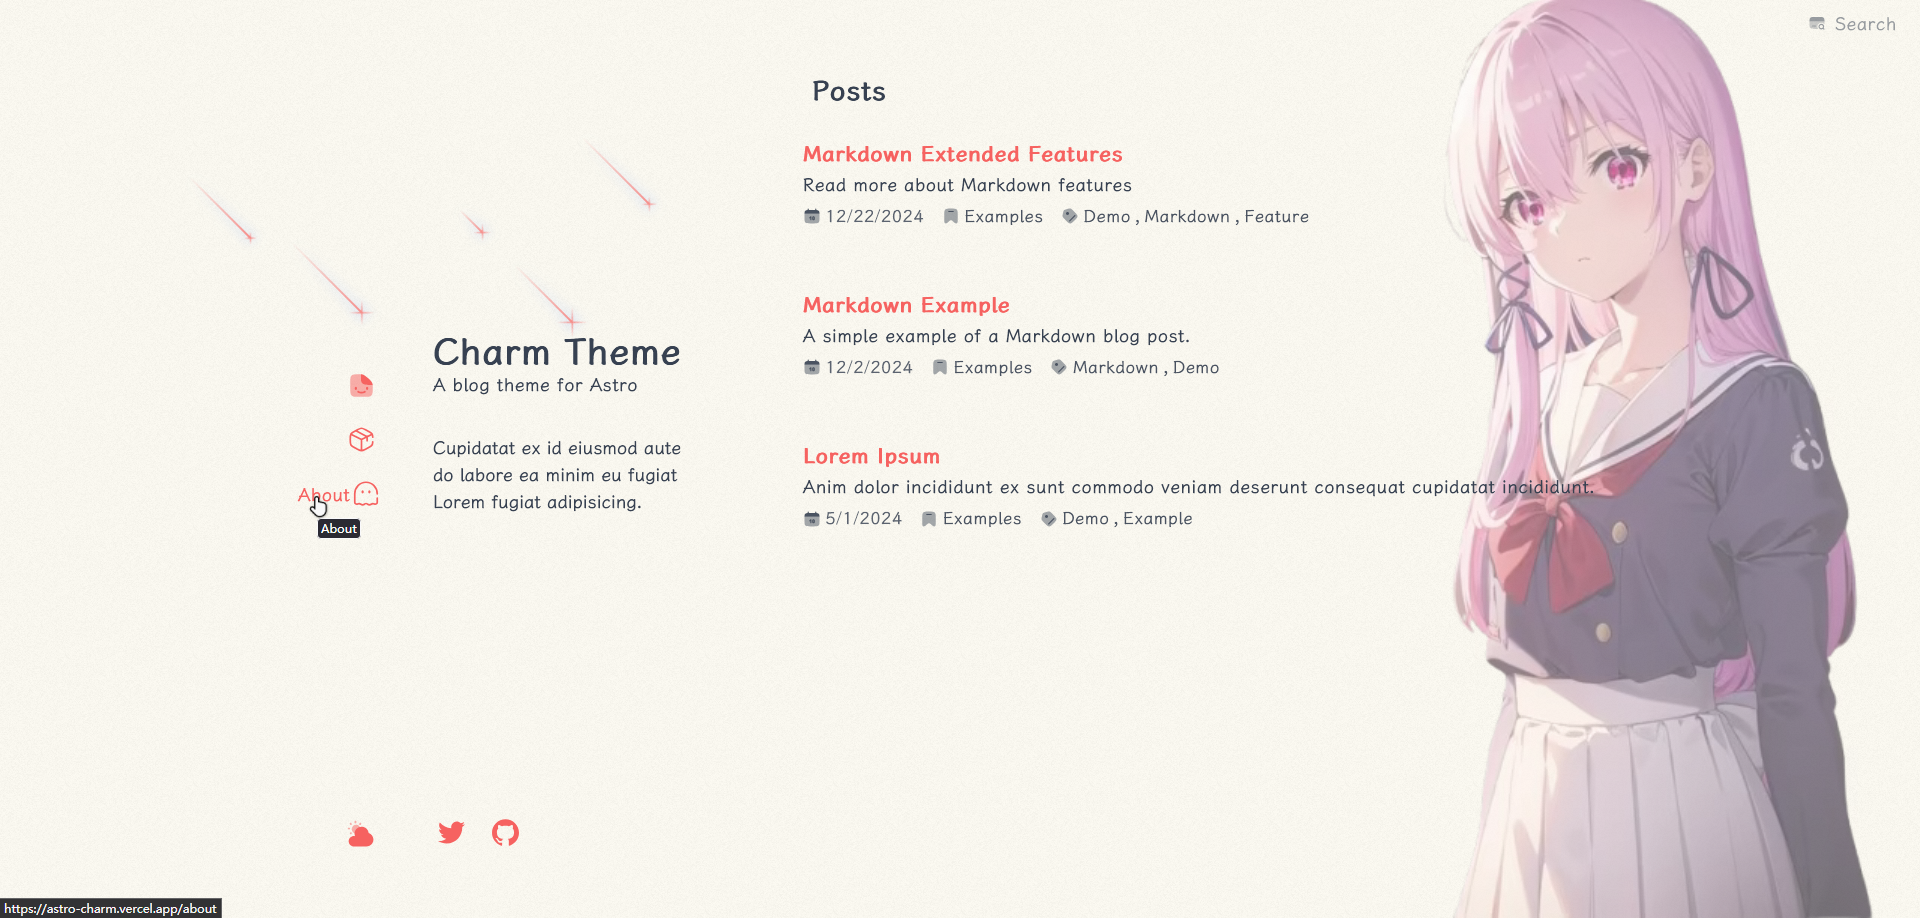 Search
Posts
Markdown Extended Features
Read more about Markdown features
12/22/2024 Examples Demo , Markdown , Feature
Markdown Example
A simple example of a Markdown blog post.
12/2/2024 Examples Markdown , Demo
Lorem Ipsum
Anim dolor incididunt ex sunt commodo veniam deserunt consequat cupidatat incididunt.
5/1/2024 Examples Demo , Example
Charm Theme
A blog theme for Astro
Cupidatat ex id eiusmod aute
do labore ea minim eu fugiat
Lorem fugiat adipisicing.
About
About
https://astro-charm.vercel.app/about